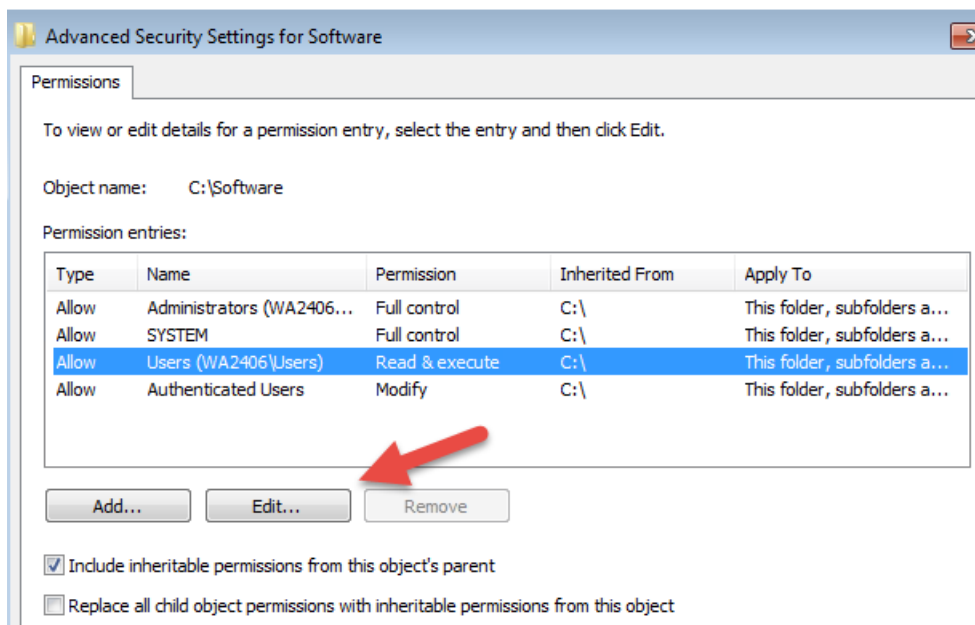 Advanced Security Settings for Software
Permissions
To view or edit details for a permission entry, select the entry and then click Edit.
Object name: C:\Software
Permission entries:
Type Name Permission Inherited From Apply To
Allow Administrators (WA2406... Full control C:\ This folder, subfolders a...
Allow SYSTEM Full control C:\ This folder, subfolders a...
Allow Users (WA2406\Users) Read & execute C:\ This folder, subfolders a...
Allow Authenticated Users Modify C:\ This folder, subfolders a...
Add... Edit... Remove
Include inheritable permissions from this object's parent
Replace all child object permissions with inheritable permissions from this object